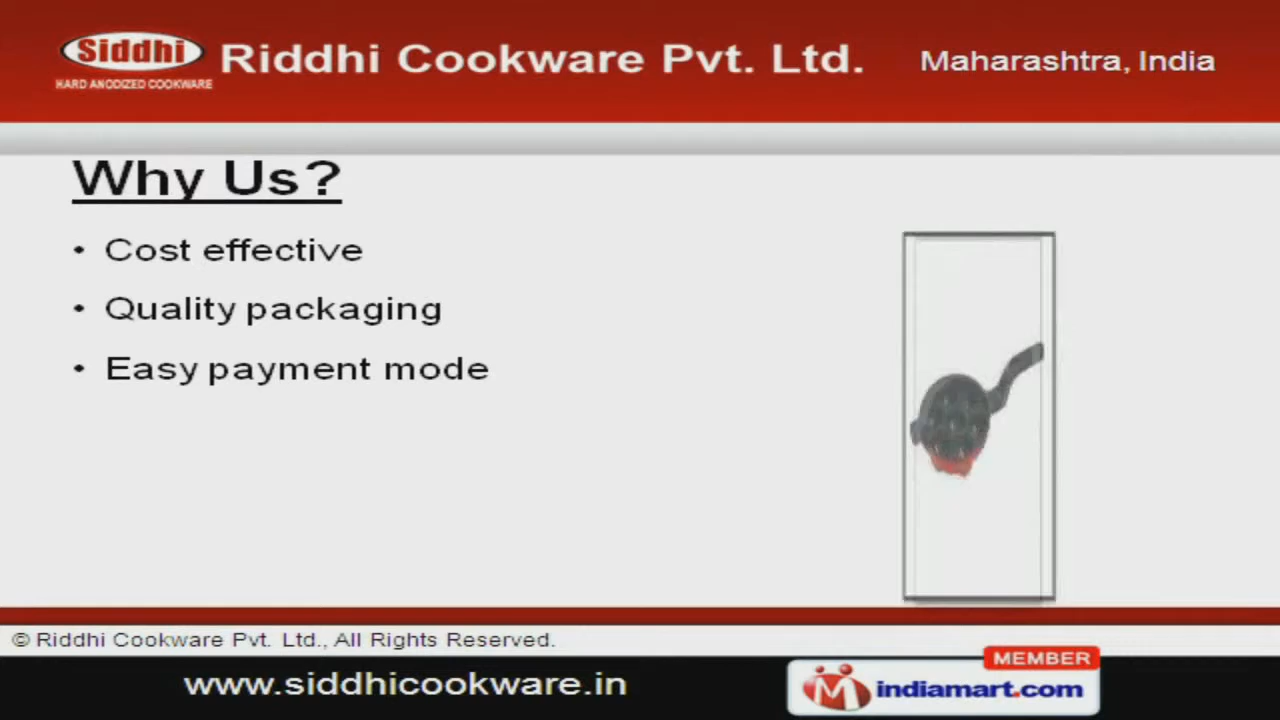 Siddhi
HARD ANODIZED COOKWARE
Riddhi Cookware Pvt. Ltd.
Maharashtra, India
Why Us?
• Cost effective
• Quality packaging
• Easy payment mode
© Riddhi Cookware Pvt. Ltd., All Rights Reserved.
www.siddhicookware.in
MEMBER
indiamart.com